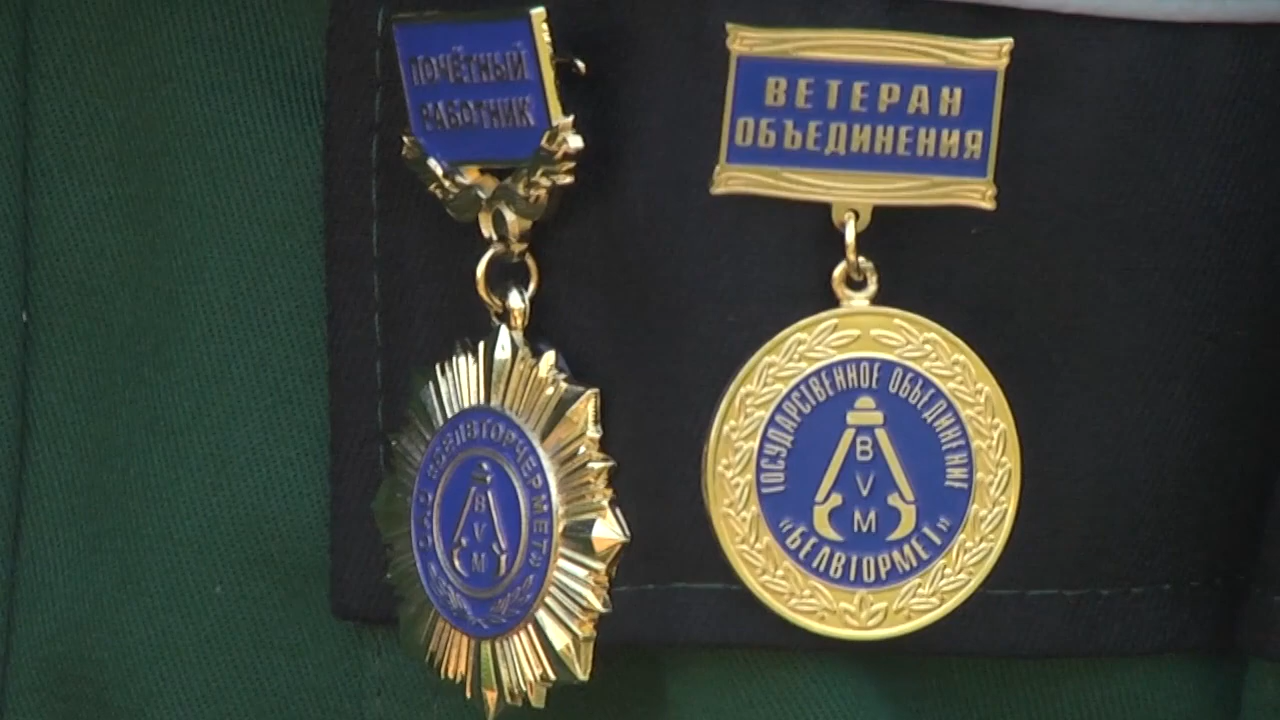 ПОЧЁТНЫЙ
РАБОТНИК
ОАО «БЕЛВТОРЧЕРМЕТ»
B
V
M
ВЕТЕРАН
ОБЪЕДИНЕНИЯ
ГОСУДАРСТВЕННОЕ ОБЪЕДИНЕНИЕ
B
V
M
«БЕЛВТОРМЕТ»